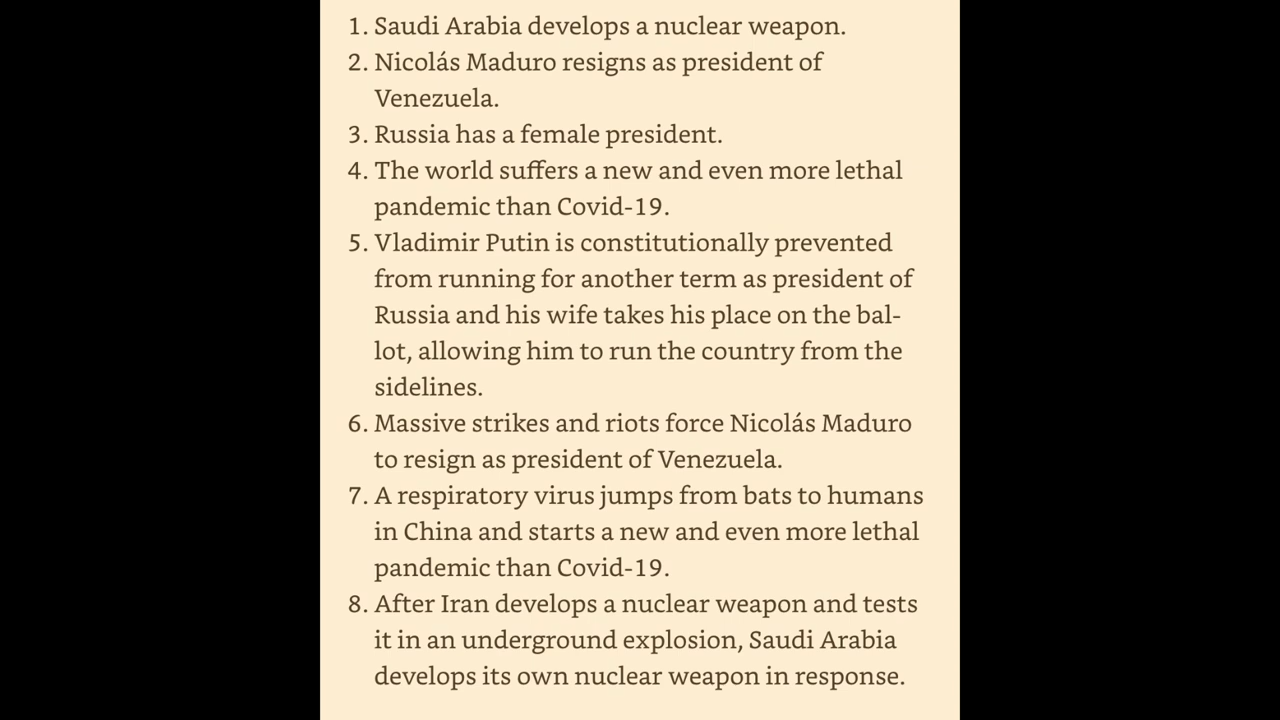 1. Saudi Arabia develops a nuclear weapon.
2. Nicolás Maduro resigns as president of
Venezuela.
3. Russia has a female president.
4. The world suffers a new and even more lethal
pandemic than Covid-19.
5. Vladimir Putin is constitutionally prevented
from running for another term as president of
Russia and his wife takes his place on the bal-
lot, allowing him to run the country from the
sidelines.
6. Massive strikes and riots force Nicolás Maduro
to resign as president of Venezuela.
7. A respiratory virus jumps from bats to humans
in China and starts a new and even more lethal
pandemic than Covid-19.
8. After Iran develops a nuclear weapon and tests
it in an underground explosion, Saudi Arabia
develops its own nuclear weapon in response.